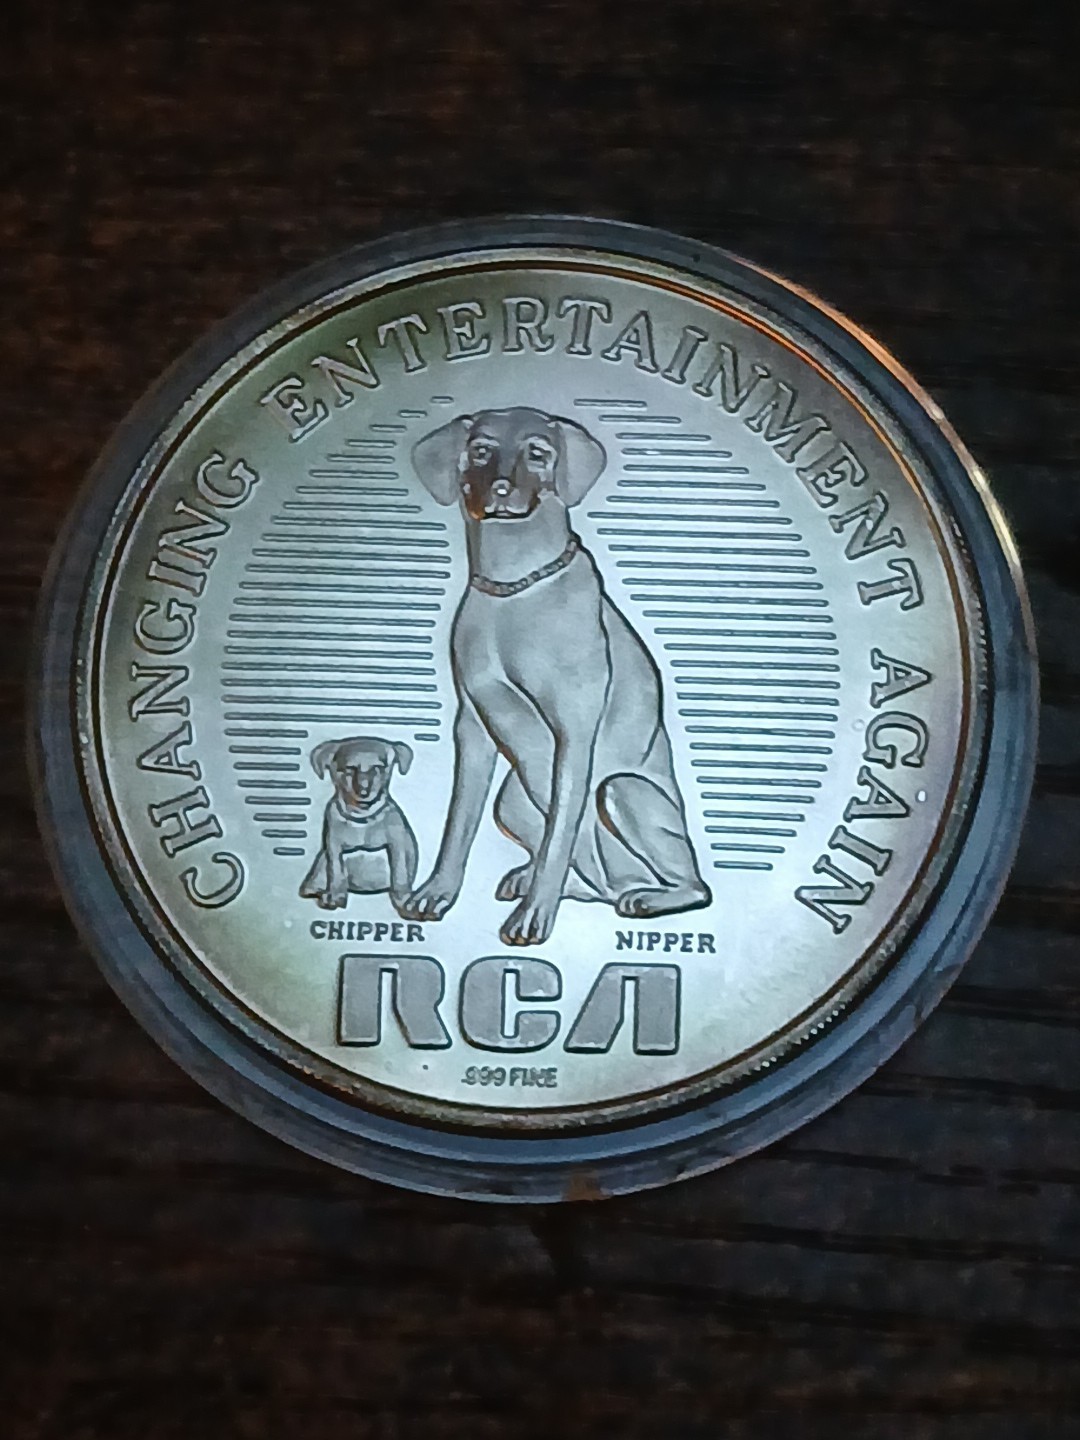 CHANGING ENTERTAINMENT AGAIN
CHIPPER
NIPPER
RCA
.999 FINE